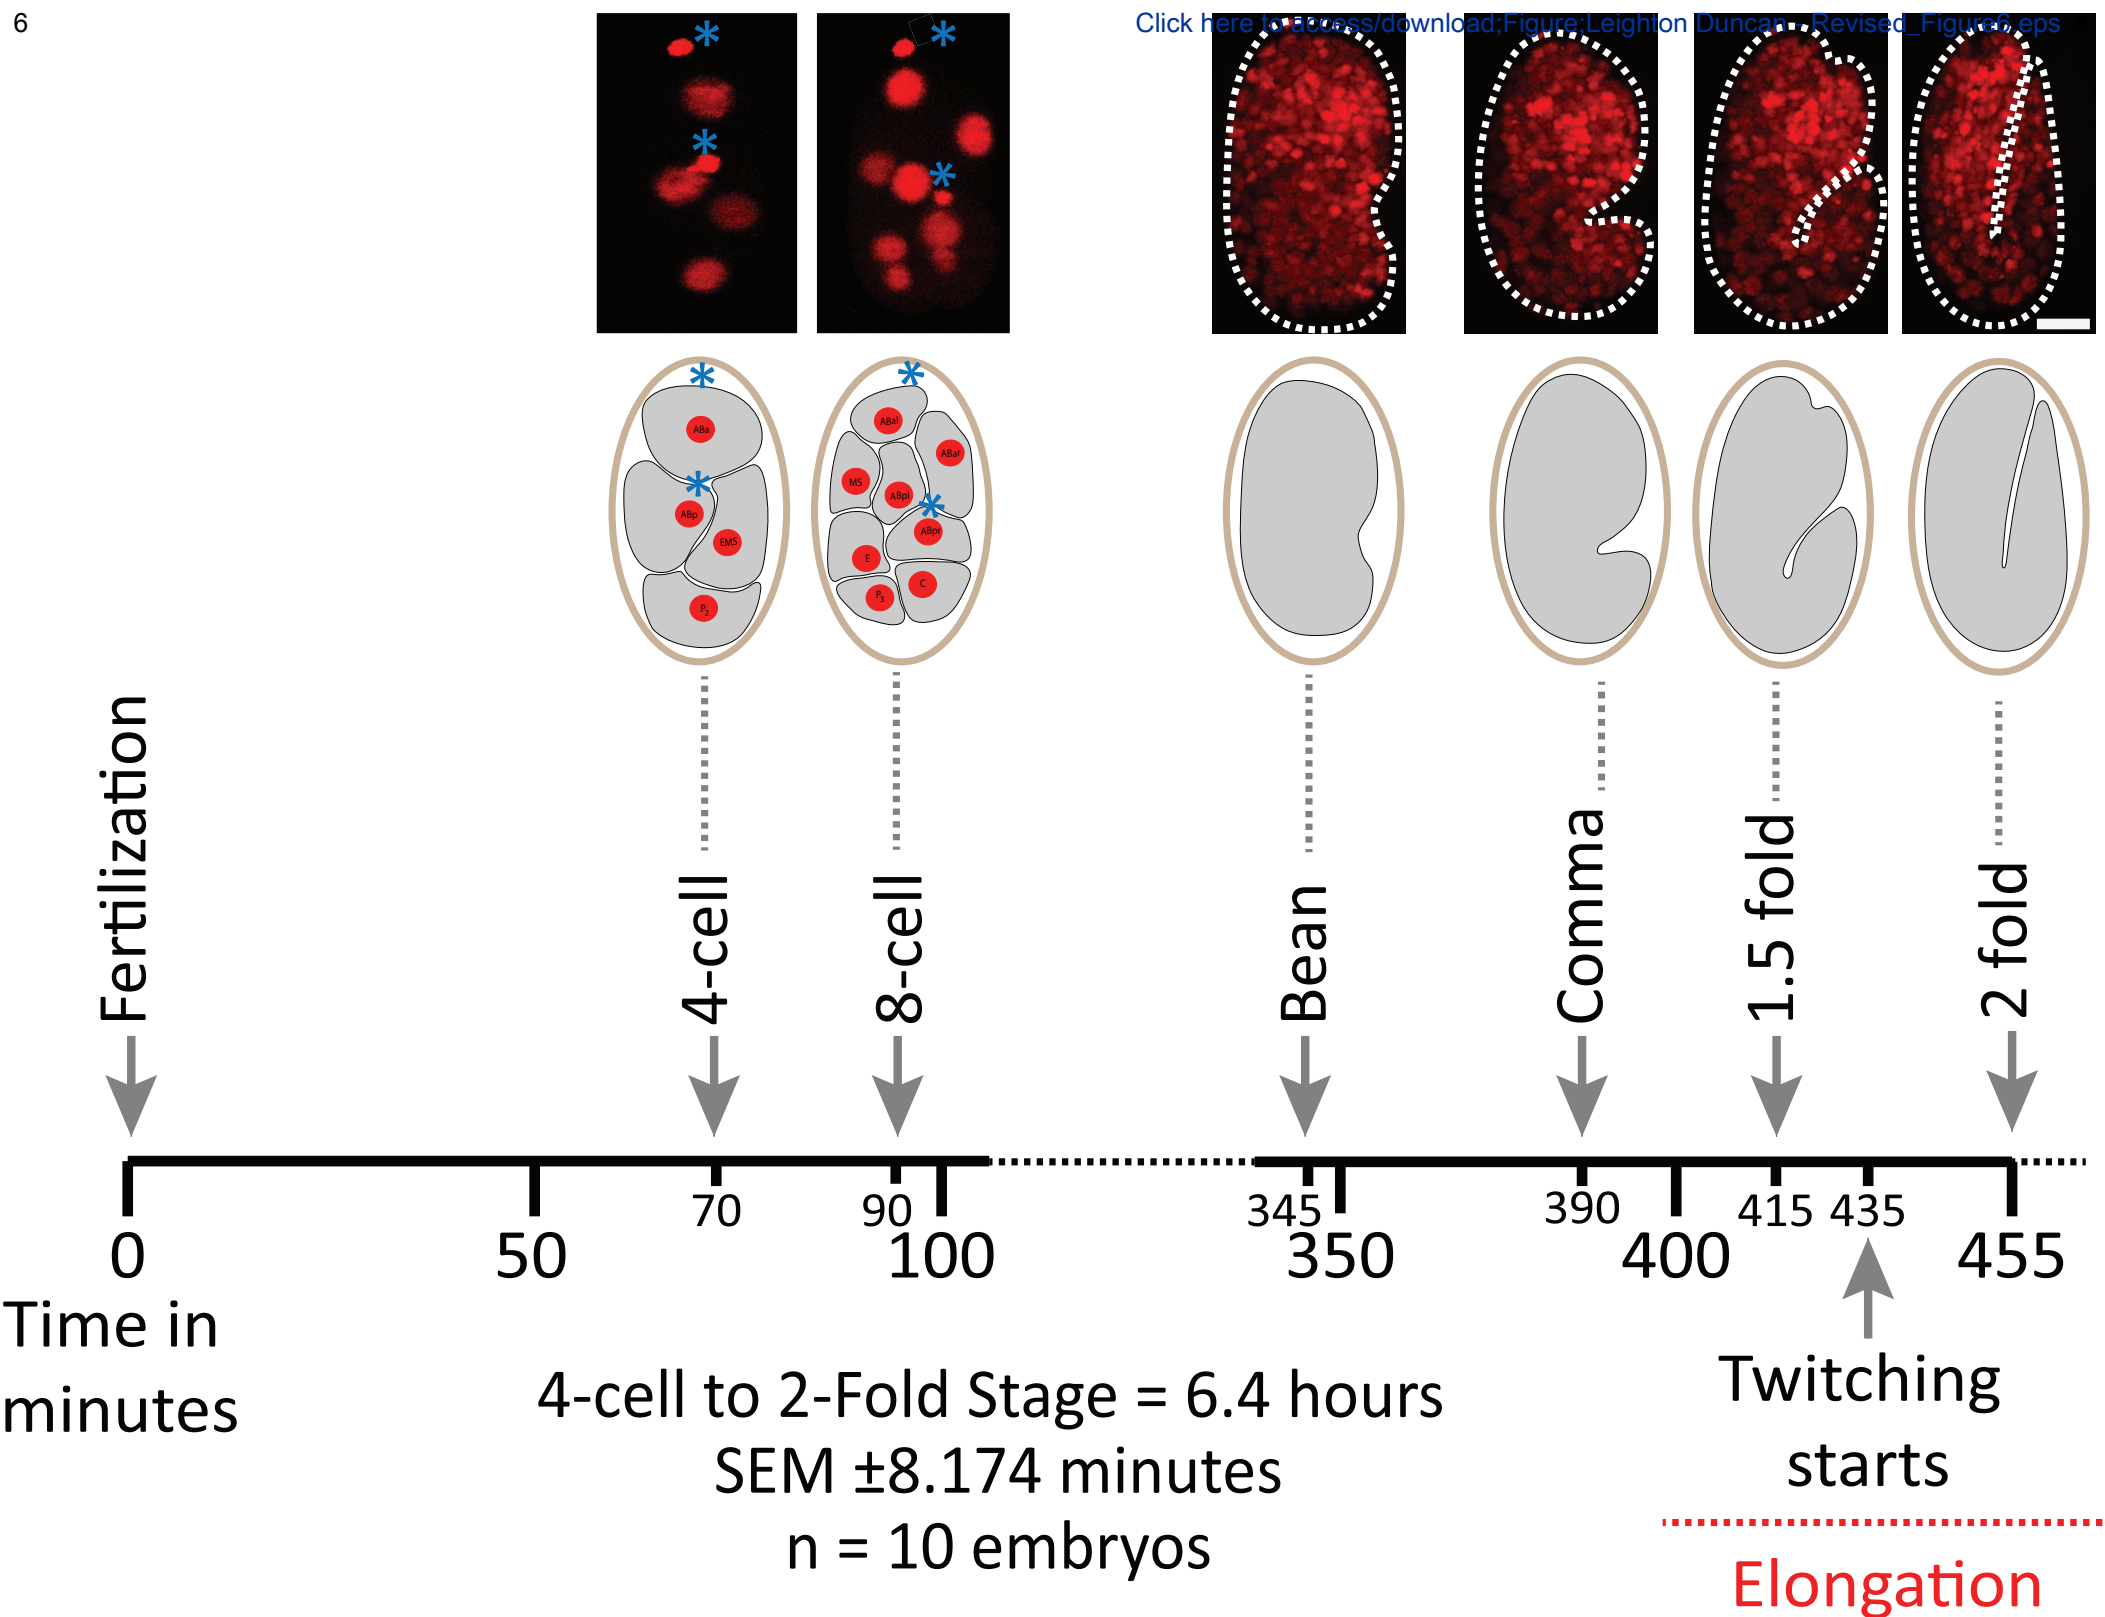 6
Click here to access/download;Figure;Leighton Duncan - Revised_Figure6.eps
ABa
ABp
EMS
P2
ABal
ABar
MS
ABpl
ABpr
E
C
P3
Fertilization
4-cell
8-cell
Bean
Comma
1.5 fold
2 fold
70
90
345
390
415
435
0
50
100
350
400
455
Time in
minutes
4-cell to 2-Fold Stage = 6.4 hours
SEM ±8.174 minutes
n = 10 embryos
Twitching
starts
Elongation